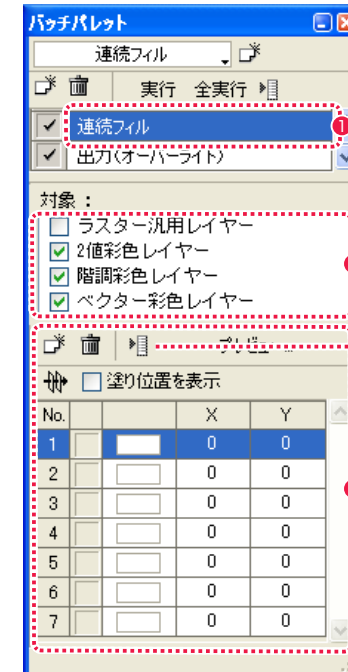 バッチパレット
連続フィル
実行 全実行
連続フィル
1
出力(オーバーライト)
対象：
ラスター汎用レイヤー
2値彩色レイヤー
階調彩色レイヤー
ベクター彩色レイヤー
プレビュー...
塗り位置を表示
No. X Y
1 0 0
2 0 0
3 0 0
4 0 0
5 0 0
6 0 0
7 0 0